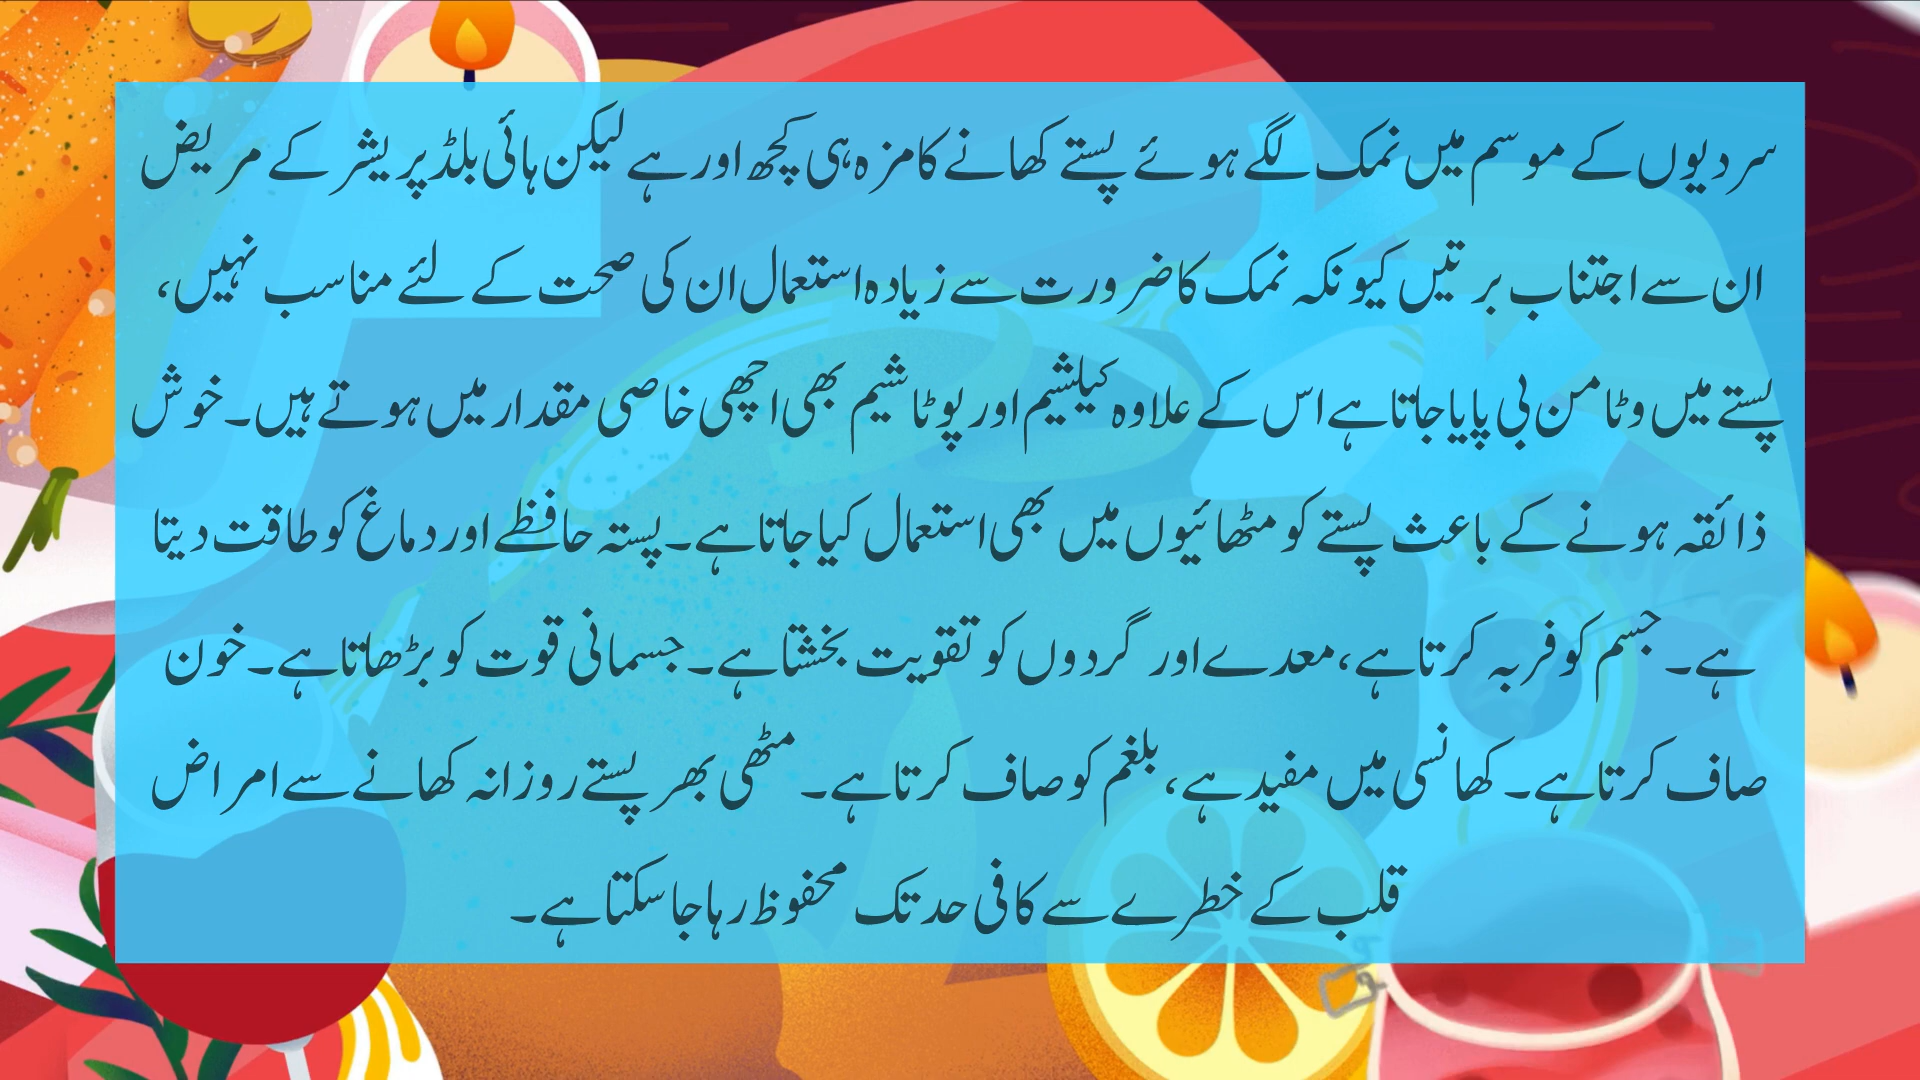 سردیوں کے موسم میں نمک لگے ہوئے پستے کھانے کا مزہ ہی کچھ اور ہے لیکن ہائی بلڈ پریشر کے مریض
ان سے اجتناب برتیں کیونکہ نمک کا ضرورت سے زیادہ استعمال ان کی صحت کے لئے مناسب نہیں،
پستے میں وٹامن بی پایا جاتا ہے اس کے علاوہ کیلشیم اور پوٹاشیم بھی اچھی خاصی مقدار میں ہوتے ہیں۔ خوش
ذائقہ ہونے کے باعث پستے کو مٹھائیوں میں بھی استعمال کیا جاتا ہے۔ پستہ حافظے اور دماغ کو طاقت دیتا
ہے۔ جسم کو فربہ کرتا ہے، معدے اور گردوں کو تقویت بخشتا ہے۔ جسمانی قوت کو بڑھاتا ہے۔ خون
صاف کرتا ہے۔ کھانسی میں مفید ہے، بلغم کو صاف کرتا ہے۔ مٹھی بھر پستے روزانہ کھانے سے امراض
قلب کے خطرے سے کافی حد تک محفوظ رہا جا سکتا ہے۔